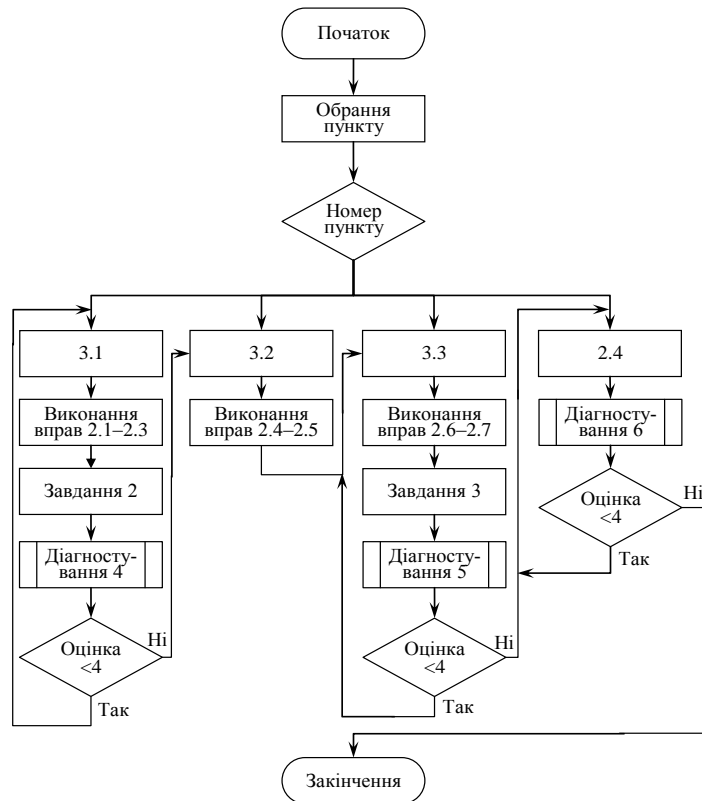 Початок
Обрання
пункту
Номер
пункту
3.1
3.2
3.3
2.4
Виконання
вправ 2.1–2.3
Виконання
вправ 2.4–2.5
Виконання
вправ 2.6–2.7
Діагносту-
вання 6
Завдання 2
Завдання 3
Оцінка
<4
Ні
Так
Діагносту-
вання 4
Діагносту-
вання 5
Оцінка
<4
Ні
Так
Оцінка
<4
Ні
Так
Закінчення